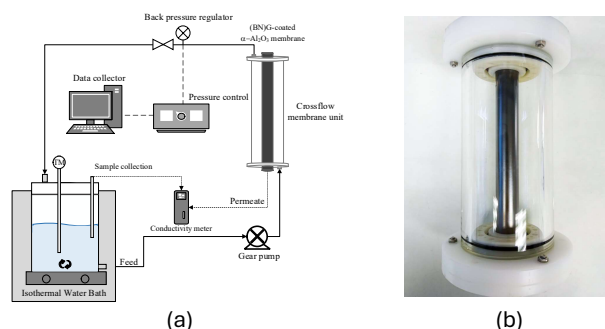 Back pressure regulator
(BN)G-coated
α-Al₂O₃ membrane
Data collector
Pressure control
Crossflow
membrane unit
TM
Sample collection
Permeate
Conductivity meter
Feed
Gear pump
Isothermal Water Bath
(a)
(b)